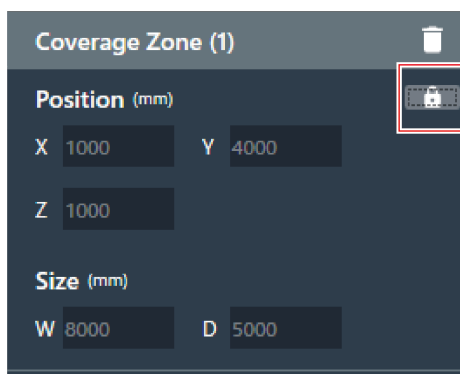 Coverage Zone (1)
Position (mm)
X 1000 Y 4000
Z 1000
Size (mm)
W 8000 D 5000